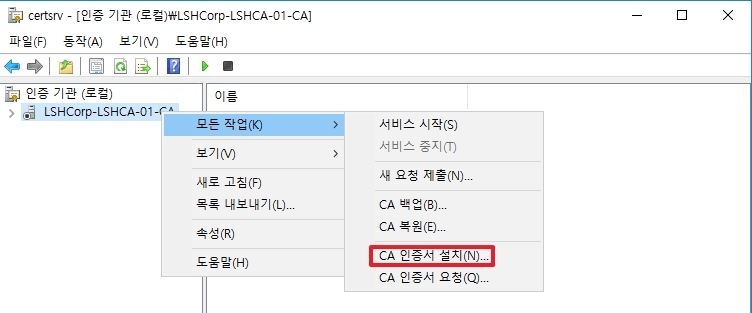 certsrv - [인증 기관 (로컬)₩LSHCorp-LSHCA-01-CA]
파일(F) 동작(A) 보기(V) 도움말(H)
인증 기관 (로컬)
LSHCorp-LSHCA-01-CA
이름
모든 작업(K)
보기(V)
새로 고침(F)
목록 내보내기(L)...
속성(R)
도움말(H)
서비스 시작(S)
서비스 중지(T)
새 요청 제출(N)...
CA 백업(B)...
CA 복원(E)...
CA 인증서 설치(N)...
CA 인증서 요청(Q)...